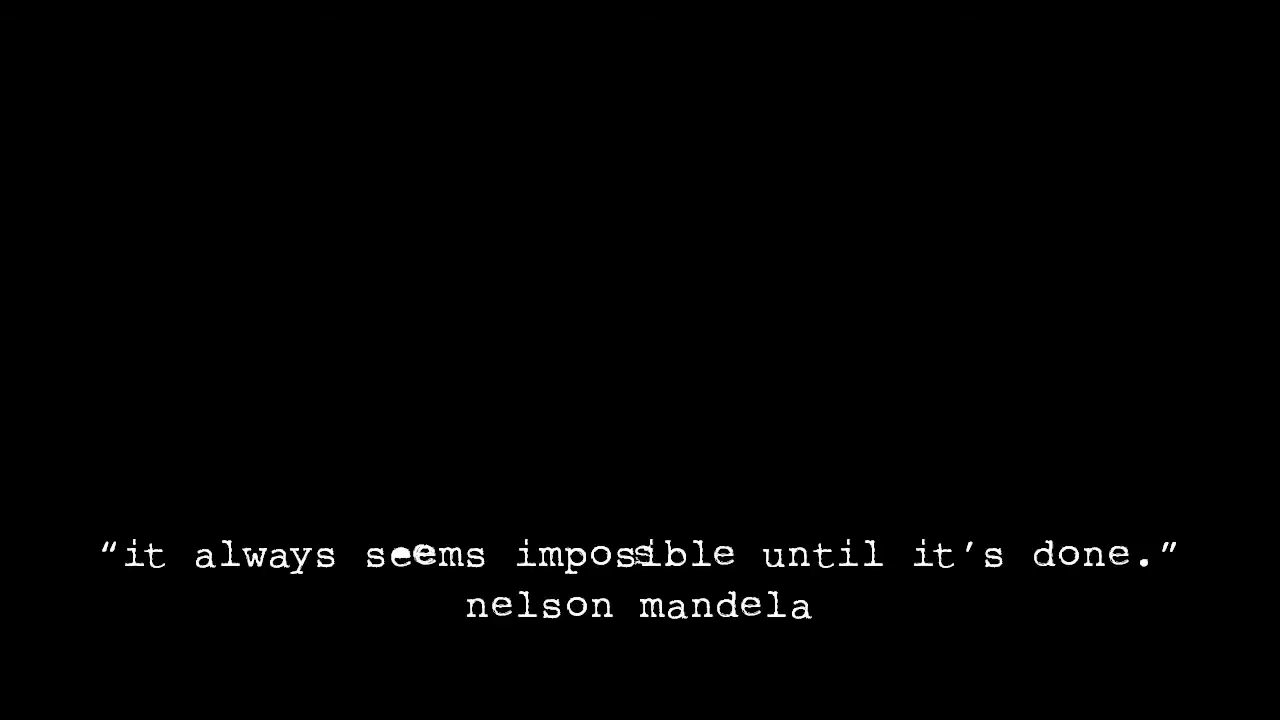 “it always seems impossible until it’s done.”
nelson mandela